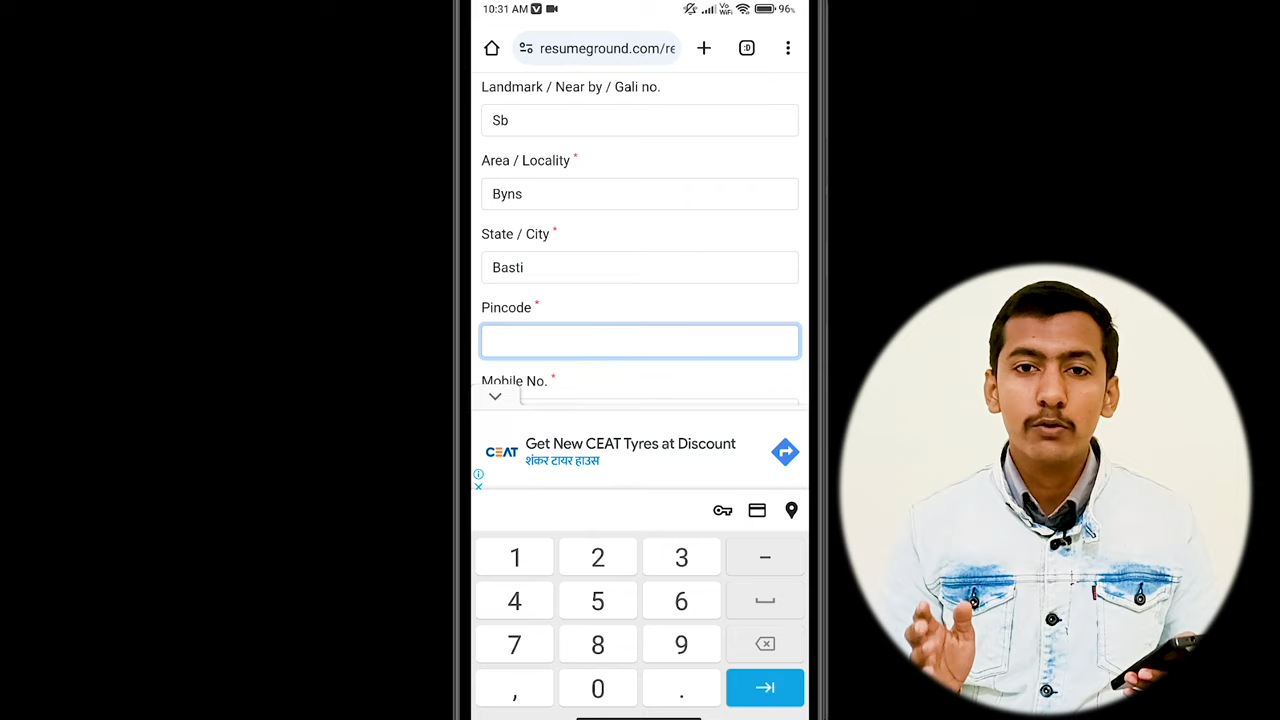 10:31 AM
Vo WiFi 96%
resumeground.com/re
:D
Landmark / Near by / Gali no.
Sb
Area / Locality *
Byns
State / City *
Basti
Pincode *
Mobile No. *
CEAT
Get New CEAT Tyres at Discount
शंकर टायर हाउस
1 2 3 -
4 5 6
7 8 9
, 0 .